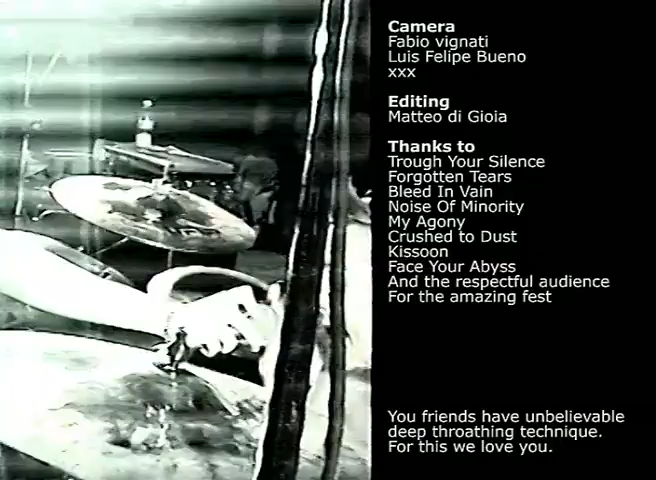 Camera
Fabio vignati
Luis Felipe Bueno
xxx
Editing
Matteo di Gioia
Thanks to
Trough Your Silence
Forgotten Tears
Bleed In Vain
Noise Of Minority
My Agony
Crushed to Dust
Kissoon
Face Your Abyss
And the respectful audience
For the amazing fest
You friends have unbelievable
deep throathing technique.
For this we love you.